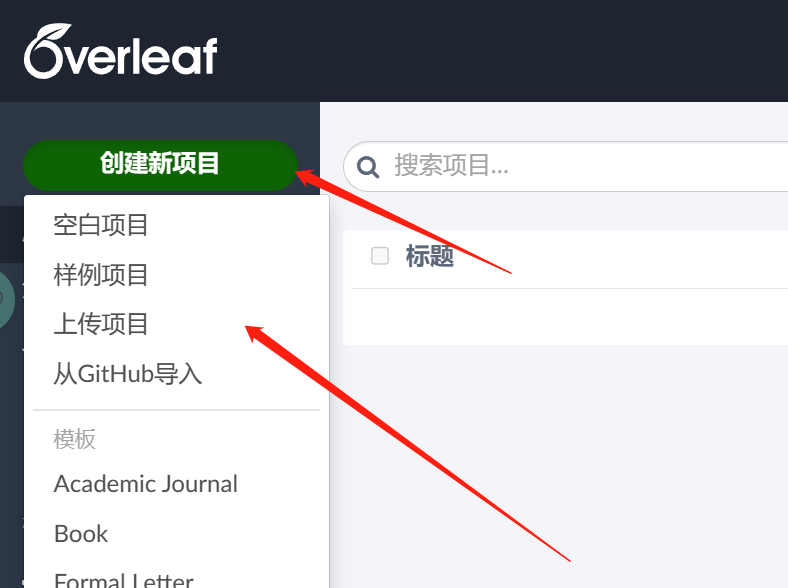 Overleaf
创建新项目
搜索项目...
空白项目
标题
样例项目
上传项目
从GitHub导入
模板
Academic Journal
Book
Formal Letter